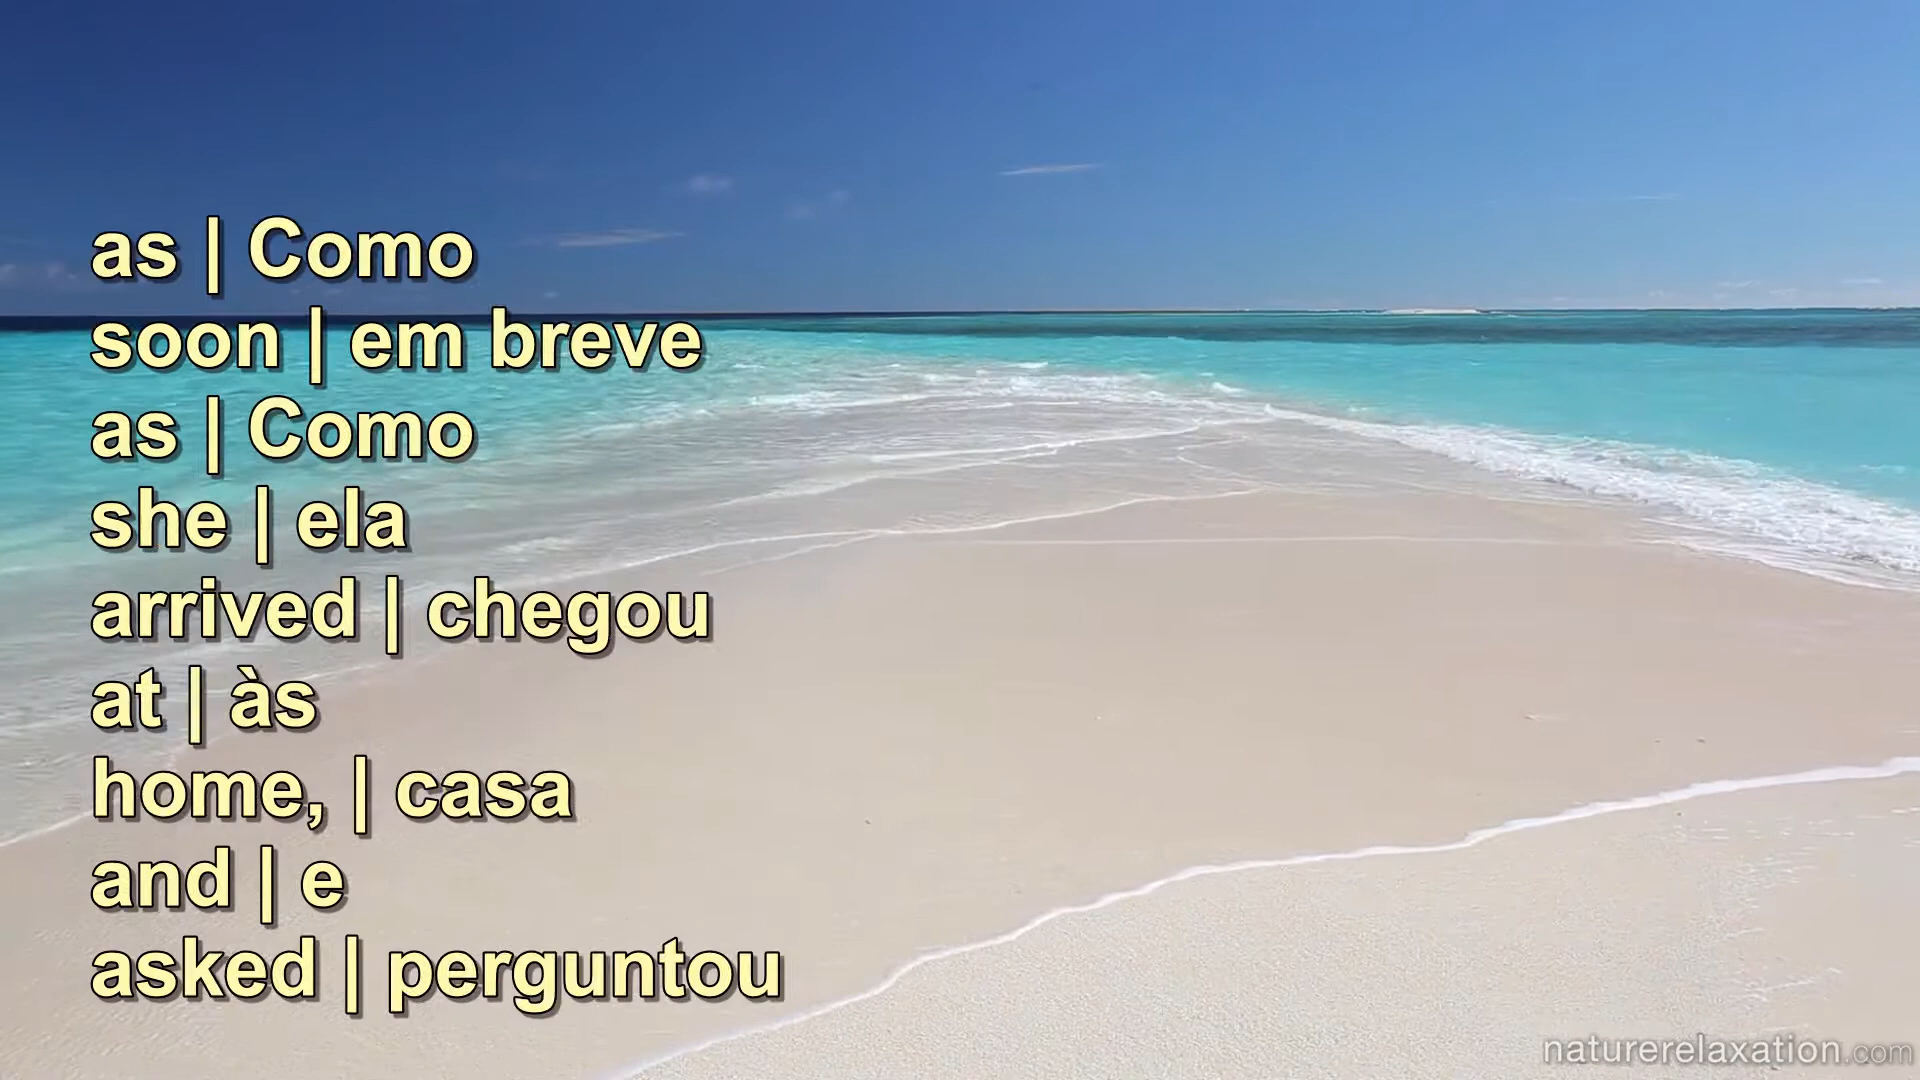 as | Como
soon | em breve
as | Como
she | ela
arrived | chegou
at | às
home, | casa
and | e
asked | perguntou
naturerelaxation.com